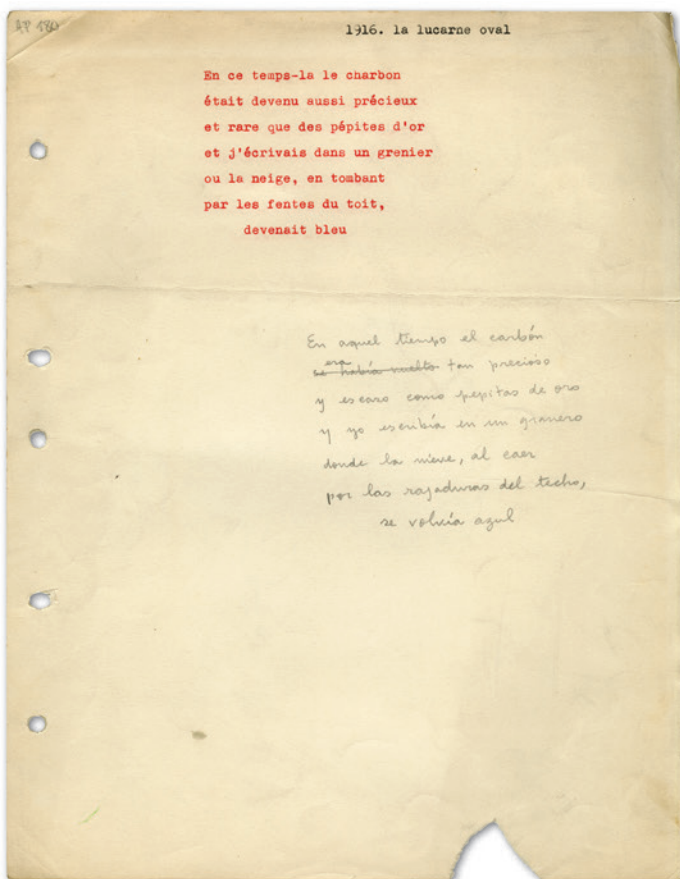 AP 180
1916. la lucarne oval
En ce temps-la le charbon
était devenu aussi précieux
et rare que des pépites d'or
et j'écrivais dans un grenier
ou la neige, en tombant
par les fentes du toit,
devenait bleu
En aquel tiempo el carbón
era
se había vuelto tan precioso
y escaso como pepitas de oro
y yo escribía en un granero
donde la nieve, al caer
por las rajaduras del techo,
se volvía azul